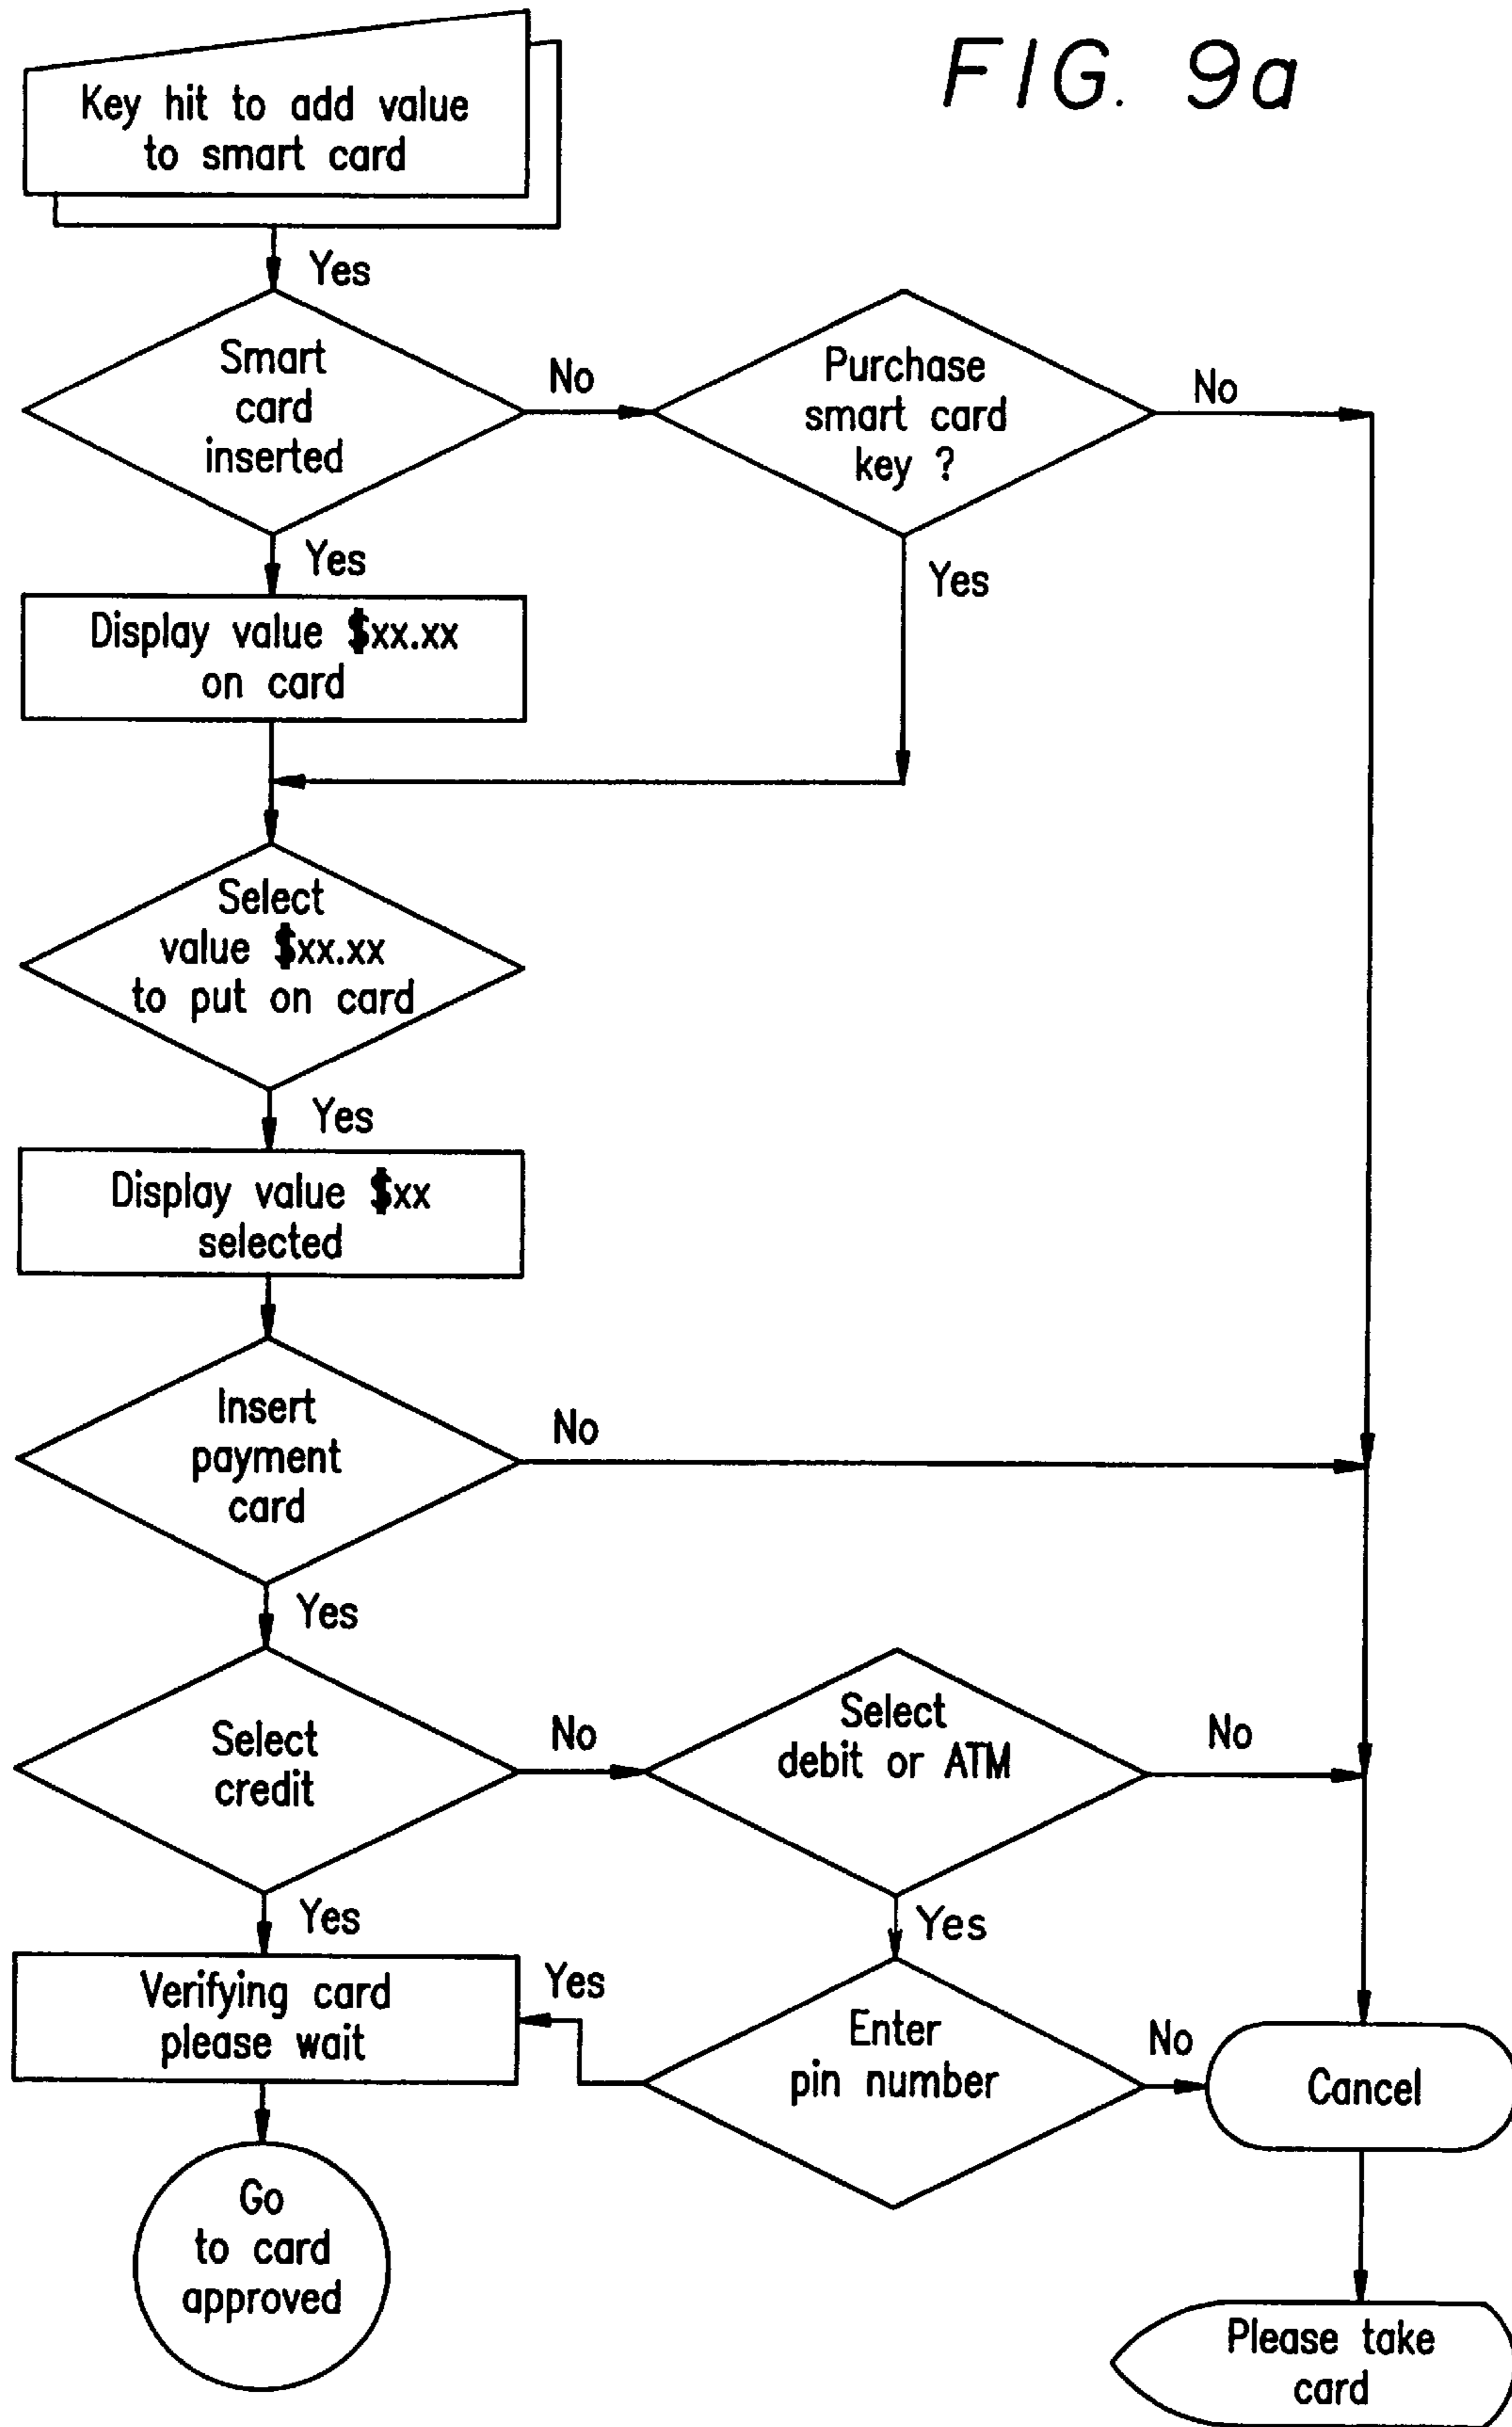 FIG. 9a
Key hit to add value
to smart card
Yes
Smart
card
inserted
No
Purchase
smart card
key ?
No
Yes
Yes
Display value $xx.xx
on card
Select
value $xx.xx
to put on card
Yes
Display value $xx
selected
Insert
payment
card
No
Yes
Select
credit
No
Select
debit or ATM
No
Yes
Yes
Verifying card
please wait
Yes
Enter
pin number
No
Cancel
Go
to card
approved
Please take
card